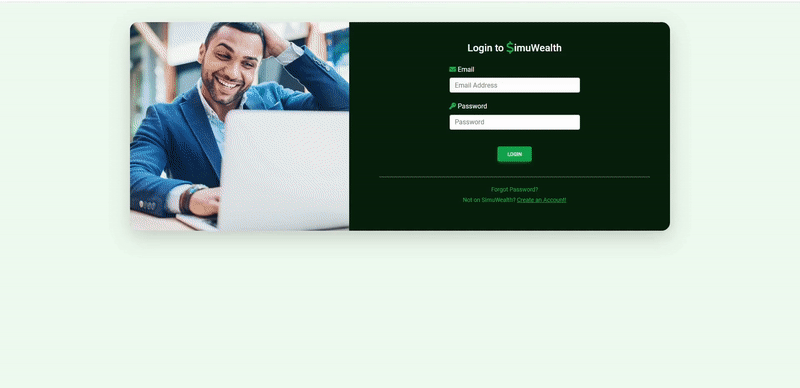 Login to $imuWealth
Email
Email Address
Password
Password
LOGIN
Forgot Password?
Not on SimuWealth? Create an Account!